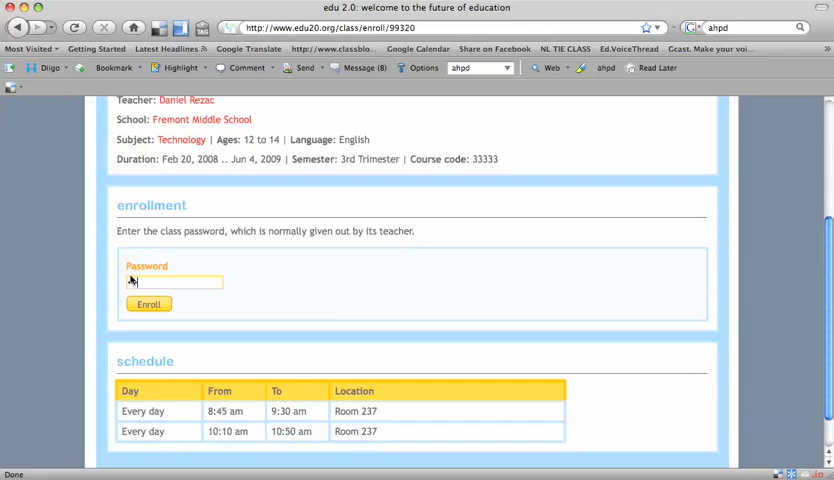 edu 2.0: welcome to the future of education
http://www.edu20.org/class/enroll/99320
ahpd
Most Visited Getting Started Latest Headlines Google Translate http://www.classblo... Google Calendar Share on Facebook NL TIE CLASS Ed.VoiceThread Gcast. Make your voi...
Diigo Bookmark Highlight Comment Send Message (8) Options ahpd Web ahpd Read Later
Teacher: Daniel Rezac
School: Fremont Middle School
Subject: Technology | Ages: 12 to 14 | Language: English
Duration: Feb 20, 2008 .. Jun 4, 2009 | Semester: 3rd Trimester | Course code: 33333
enrollment
Enter the class password, which is normally given out by its teacher.
Password
Enroll
schedule
Day From To Location
Every day 8:45 am 9:30 am Room 237
Every day 10:10 am 10:50 am Room 237
Done